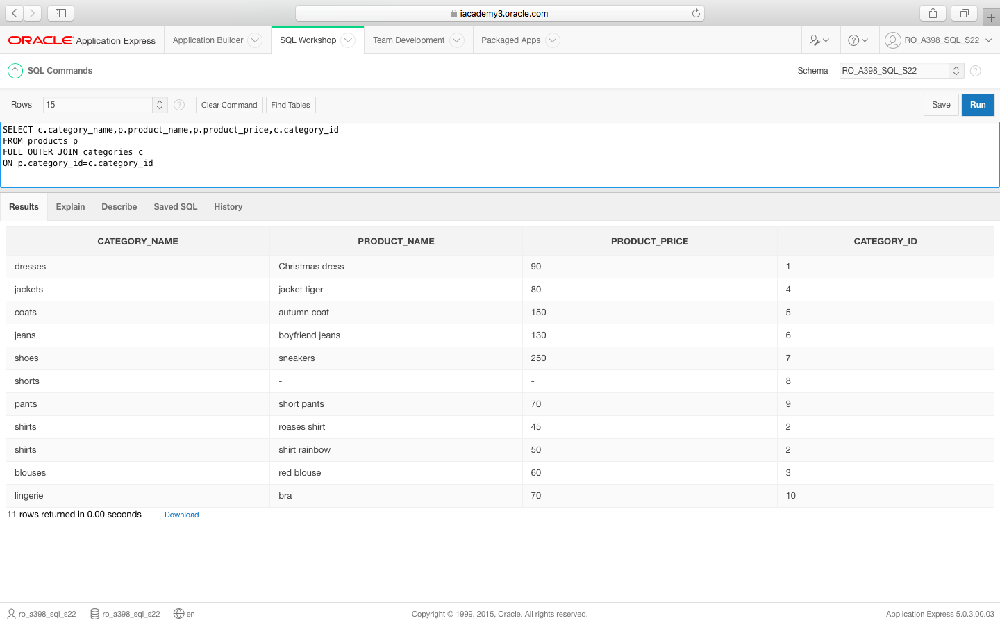 iacademy3.oracle.com
ORACLE Application Express Application Builder SQL Workshop Team Development Packaged Apps RO_A398_SQL_S22
SQL Commands Schema RO_A398_SQL_S22 ?
Rows 15 ? Clear Command Find Tables Save Run
SELECT c.category_name,p.product_name,p.product_price,c.category_id
FROM products p
FULL OUTER JOIN categories c
ON p.category_id=c.category_id
Results Explain Describe Saved SQL History
CATEGORY_NAME PRODUCT_NAME PRODUCT_PRICE CATEGORY_ID
dresses Christmas dress 90 1
jackets jacket tiger 80 4
coats autumn coat 150 5
jeans boyfriend jeans 130 6
shoes sneakers 250 7
shorts - - 8
pants short pants 70 9
shirts roases shirt 45 2
shirts shirt rainbow 50 2
blouses red blouse 60 3
lingerie bra 70 10
11 rows returned in 0.00 seconds Download
ro_a398_sql_s22 ro_a398_sql_s22 en Copyright © 1999, 2015, Oracle. All rights reserved. Application Express 5.0.3.00.03